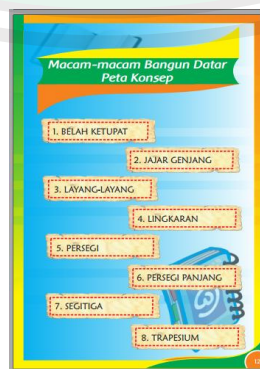 Macam-macam Bangun Datar
Peta Konsep
1. BELAH KETUPAT
2. JAJAR GENJANG
3. LAYANG-LAYANG
4. LINGKARAN
5. PERSEGI
6. PERSEGI PANJANG
7. SEGITIGA
8. TRAPESIUM